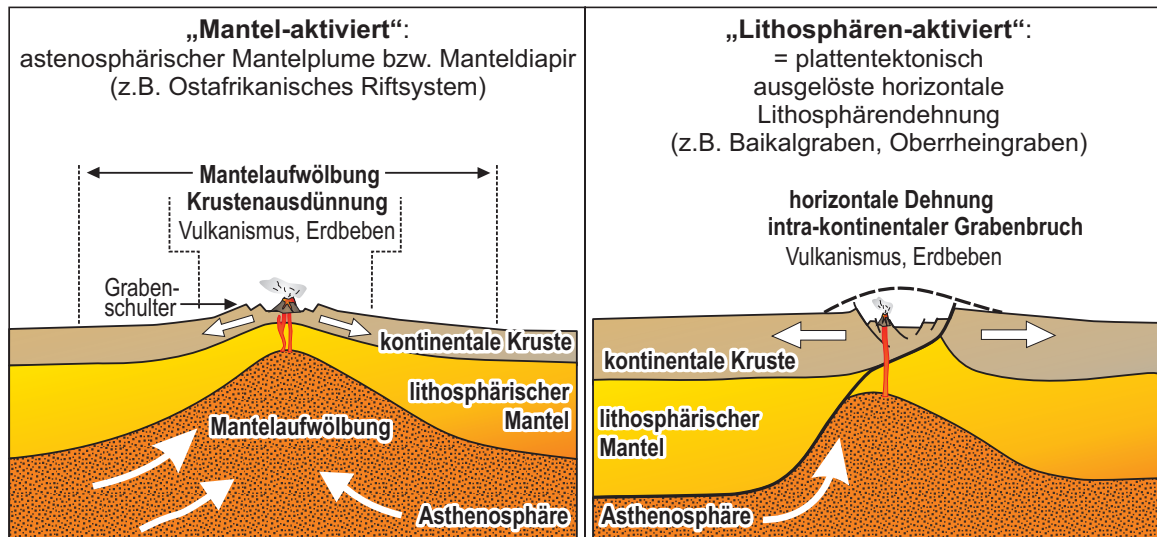 „Mantel-aktiviert“:
astenosphärischer Mantelplume bzw. Manteldiapir
(z.B. Ostafrikanisches Riftsystem)
Mantelaufwölbung
Krustenausdünnung
Vulkanismus, Erdbeben
Graben-
schulter
kontinentale Kruste
lithosphärischer
Mantel
Mantelaufwölbung
Asthenosphäre
„Lithosphären-aktiviert“:
= plattentektonisch
ausgelöste horizontale
Lithosphärendehnung
(z.B. Baikalgraben, Oberrheingraben)
horizontale Dehnung
intra-kontinentaler Grabenbruch
Vulkanismus, Erdbeben
kontinentale Kruste
lithosphärischer
Mantel
Asthenosphäre